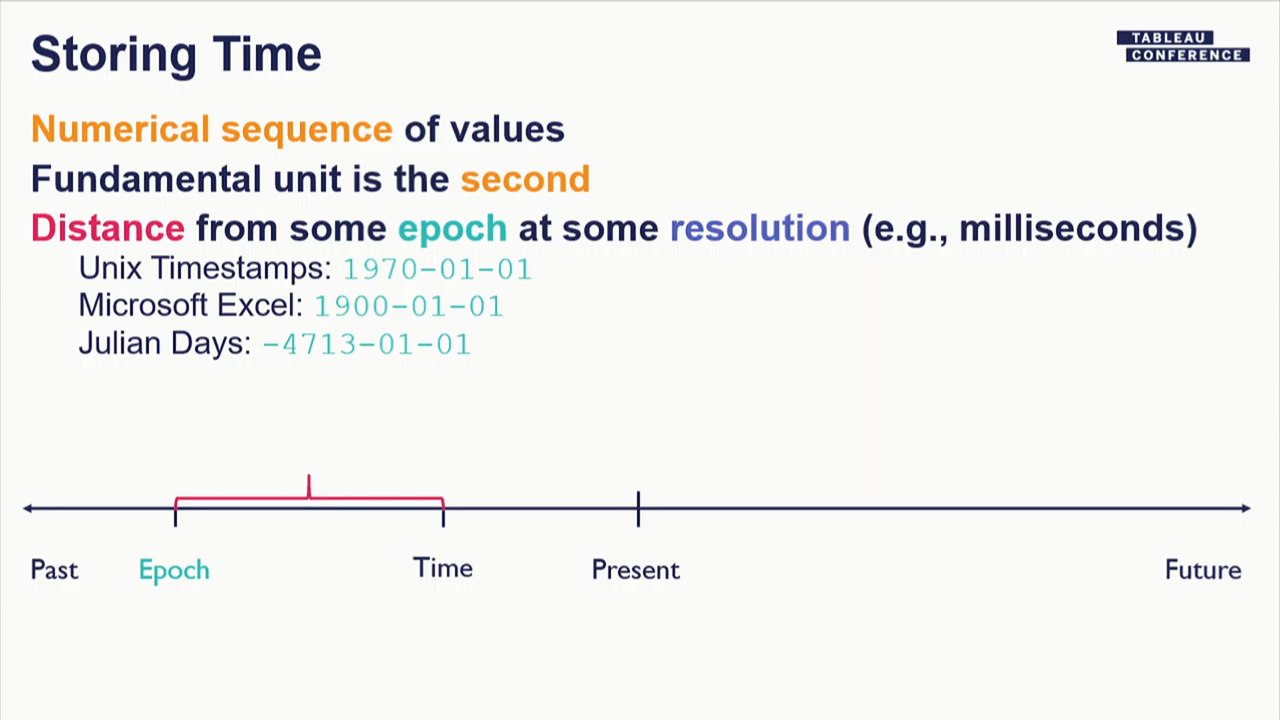 Storing Time
TABLEAU
CONFERENCE
Numerical sequence of values
Fundamental unit is the second
Distance from some epoch at some resolution (e.g., milliseconds)
Unix Timestamps: 1970-01-01
Microsoft Excel: 1900-01-01
Julian Days: -4713-01-01
Past
Epoch
Time
Present
Future